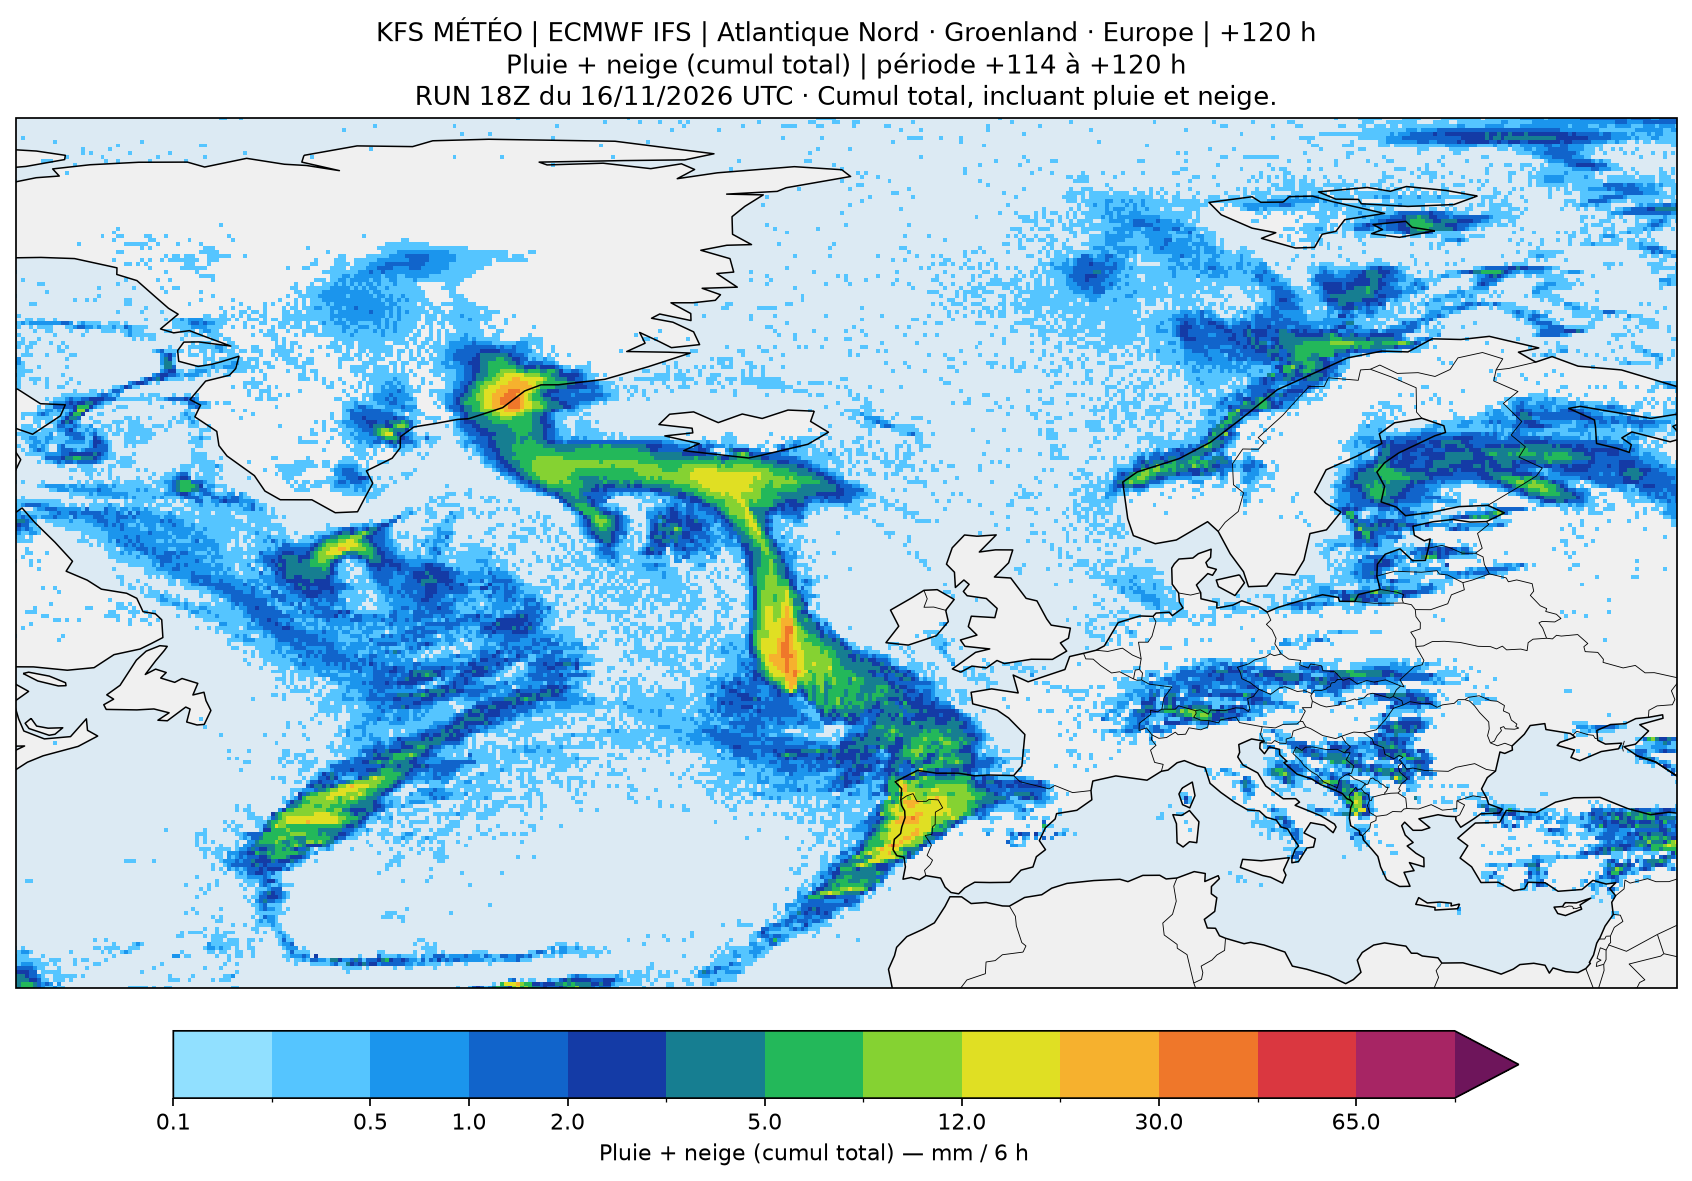 KFS MÉTÉO | ECMWF IFS | Atlantique Nord · Groenland · Europe | +120 h
Pluie + neige (cumul total) | période +114 à +120 h
RUN 18Z du 16/11/2026 UTC · Cumul total, incluant pluie et neige.
0.1 0.5 1.0 2.0 5.0 12.0 30.0 65.0
Pluie + neige (cumul total) — mm / 6 h